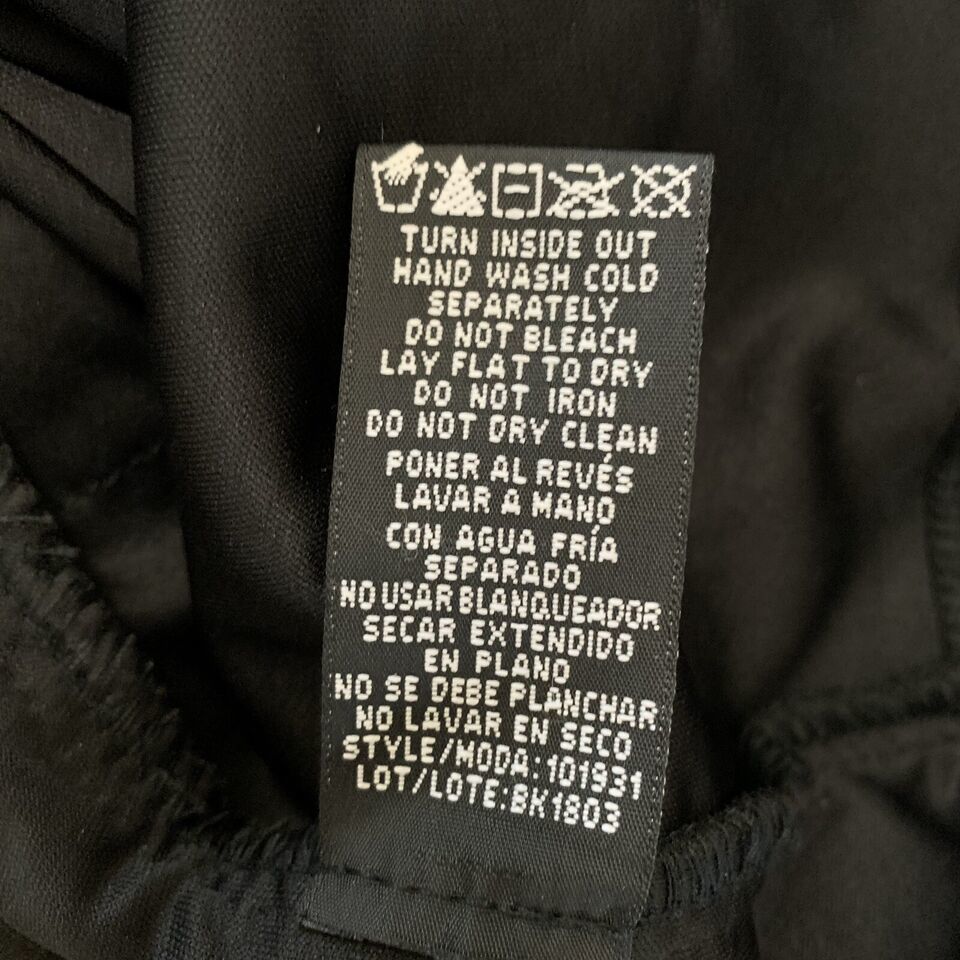 TURN INSIDE OUT
HAND WASH COLD
SEPARATELY
DO NOT BLEACH
LAY FLAT TO DRY
DO NOT IRON
DO NOT DRY CLEAN
PONER AL REVÉS
LAVAR A MANO
CON AGUA FRÍA
SEPARADO
NO USAR BLANQUEADOR
SECAR EXTENDIDO
EN PLANO
NO SE DEBE PLANCHAR
NO LAVAR EN SECO
STYLE/MODA:101931
LOT/LOTE:BK1803